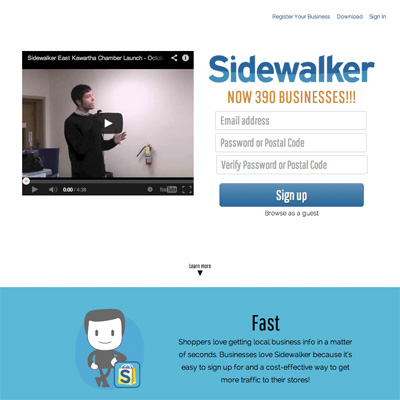 Register Your Business Download Sign In
Sidewalker East Kawartha Chamber Launch - Octo
0:00 / 4:38
YouTube
Sidewalker
NOW 390 BUSINESSES!!!
Email address
Password or Postal Code
Verify Password or Postal Code
Sign up
Browse as a guest
Learn more
S
Fast
Shoppers love getting local business info in a matter
of seconds. Businesses love Sidewalker because it's
easy to sign up for and a cost-effective way to get
more traffic to their stores!